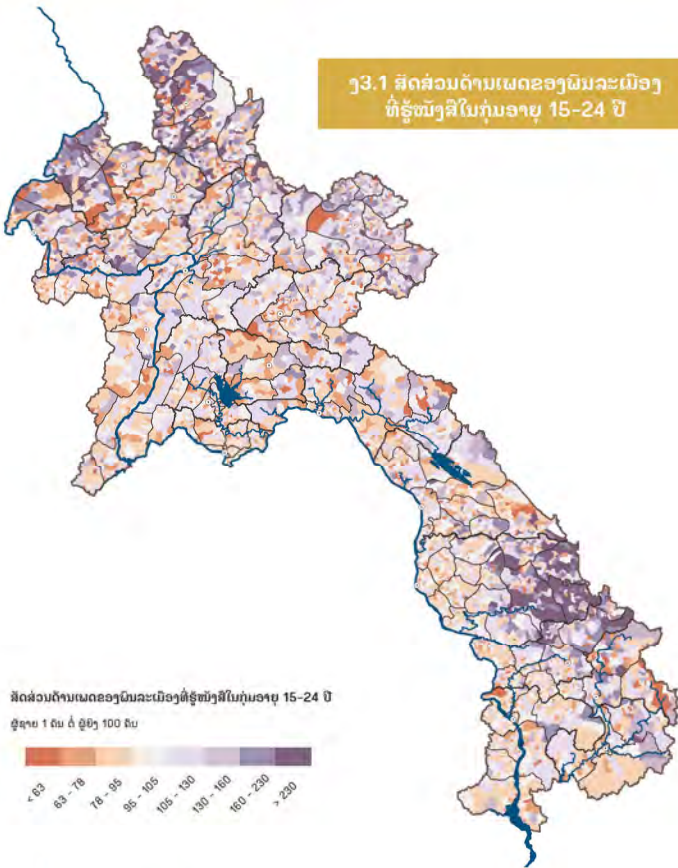 ງ3.1 ສັດສ່ວນດ້ານເພດຂອງພົນລະເມືອງ
ທີ່ຮູ້ໜັງສືໃນກຸ່ມອາຍຸ 15-24 ປີ
ສັດສ່ວນດ້ານເພດຂອງພົນລະເມືອງທີ່ຮູ້ໜັງສືໃນກຸ່ມອາຍຸ 15-24 ປີ
ຜູ້ຊາຍ 1 ຄົນ ຕໍ່ ຜູ້ຍິງ 100 ຄົນ
< 63
63 - 78
78 - 95
95 - 105
105 - 130
130 - 160
160 - 230
> 230